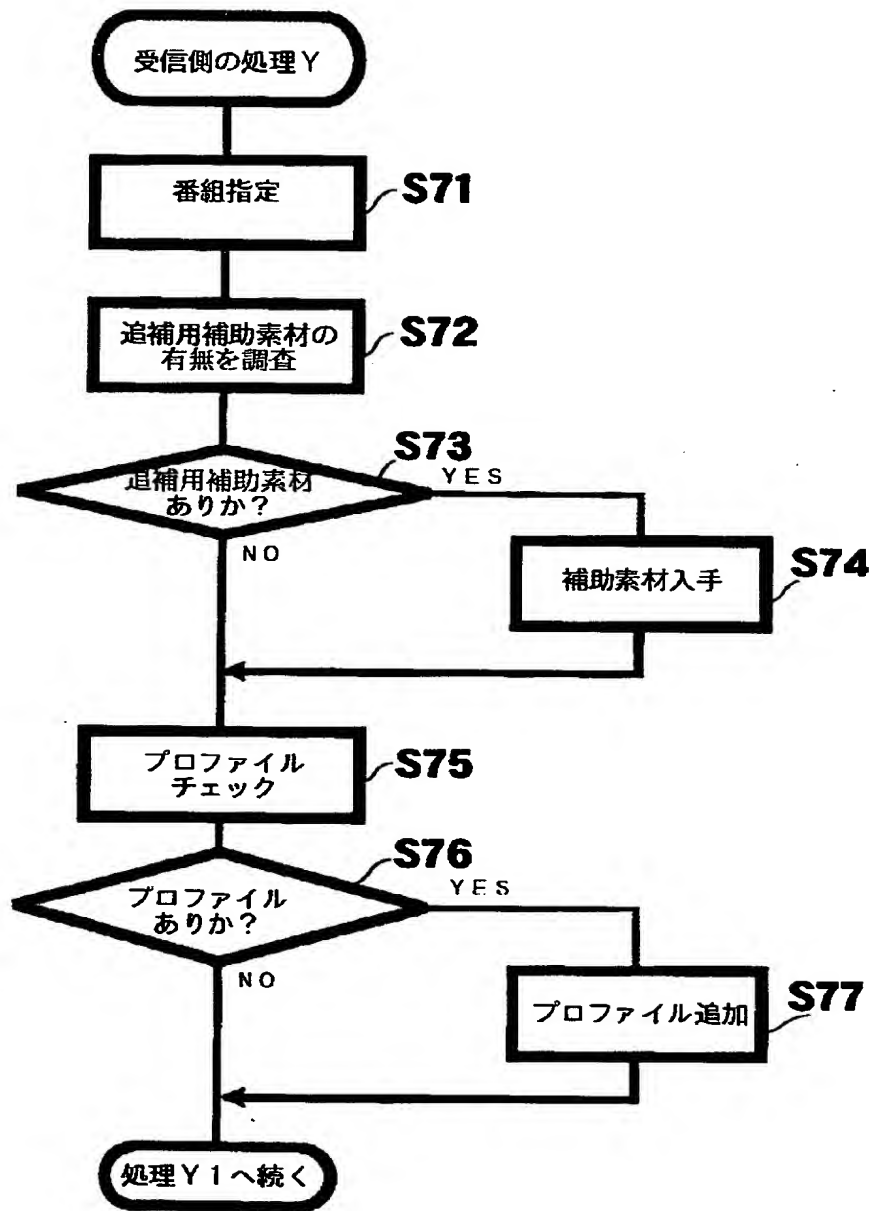 受信側の処理Y
番組指定
S71
追補用補助素材の
有無を調査
S72
S73
追補用補助素材
ありか?
YES
NO
補助素材入手
S74
プロファイル
チェック
S75
S76
プロファイル
ありか?
YES
NO
プロファイル追加
S77
処理Y1へ続く